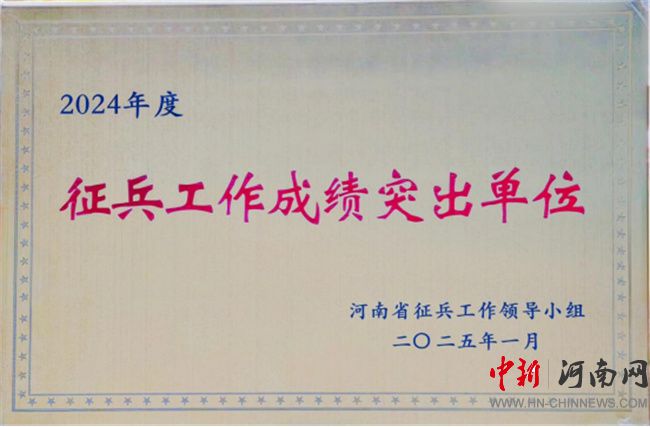 2024年度
征兵工作成绩突出单位
河南省征兵工作领导小组
二〇二五年一月
中新河南网
WWW.HN-CHINNEWS.COM